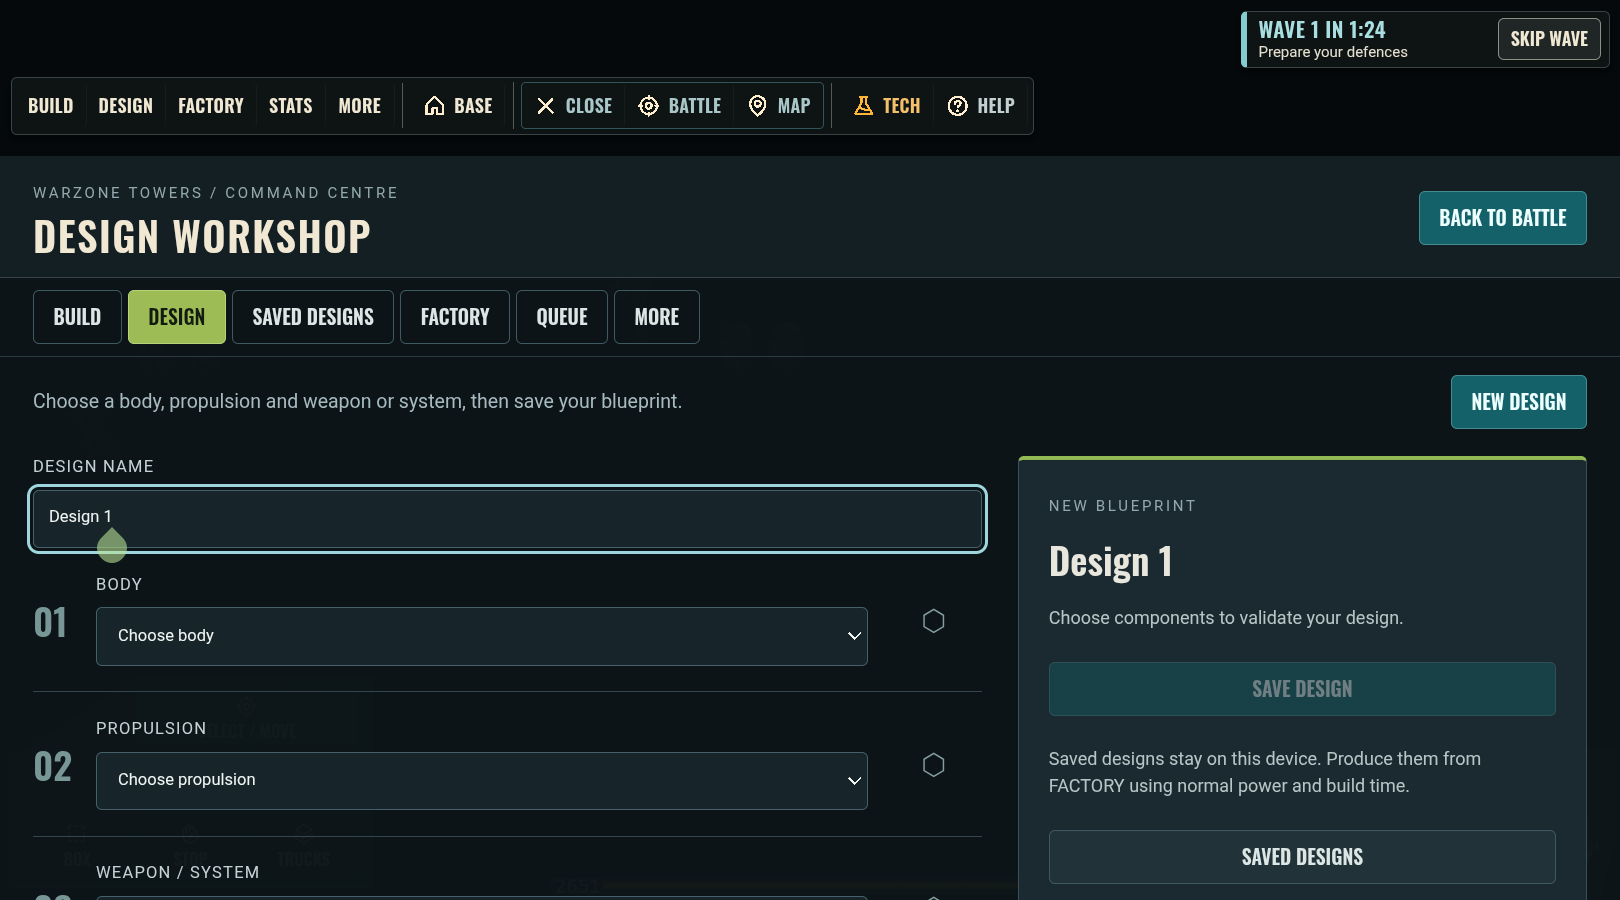 WAVE 1 IN 1:24
Prepare your defences
SKIP WAVE
BUILD DESIGN FACTORY STATS MORE BASE CLOSE BATTLE MAP TECH HELP
WARZONE TOWERS / COMMAND CENTRE
DESIGN WORKSHOP
BACK TO BATTLE
BUILD DESIGN SAVED DESIGNS FACTORY QUEUE MORE
Choose a body, propulsion and weapon or system, then save your blueprint.
NEW DESIGN
DESIGN NAME
Design 1
BODY
01
Choose body
PROPULSION
02
Choose propulsion
WEAPON / SYSTEM
NEW BLUEPRINT
Design 1
Choose components to validate your design.
SAVE DESIGN
Saved designs stay on this device. Produce them from
FACTORY using normal power and build time.
SAVED DESIGNS
BOX STOP TRUCKS